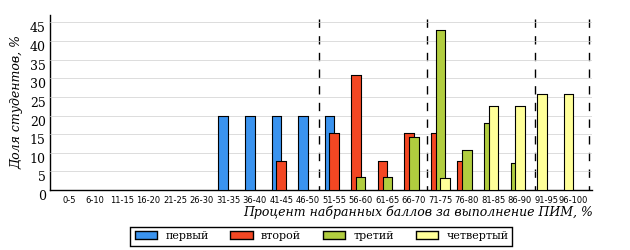 Доля студентов, %
45
40
35
30
25
20
15
10
5
0
0-5 6-10 11-15 16-20 21-25 26-30 31-35 36-40 41-45 46-50 51-55 56-60 61-65 66-70 71-75 76-80 81-85 86-90 91-95 96-100
Процент набранных баллов за выполнение ПИМ, %
первый второй третий четвертый